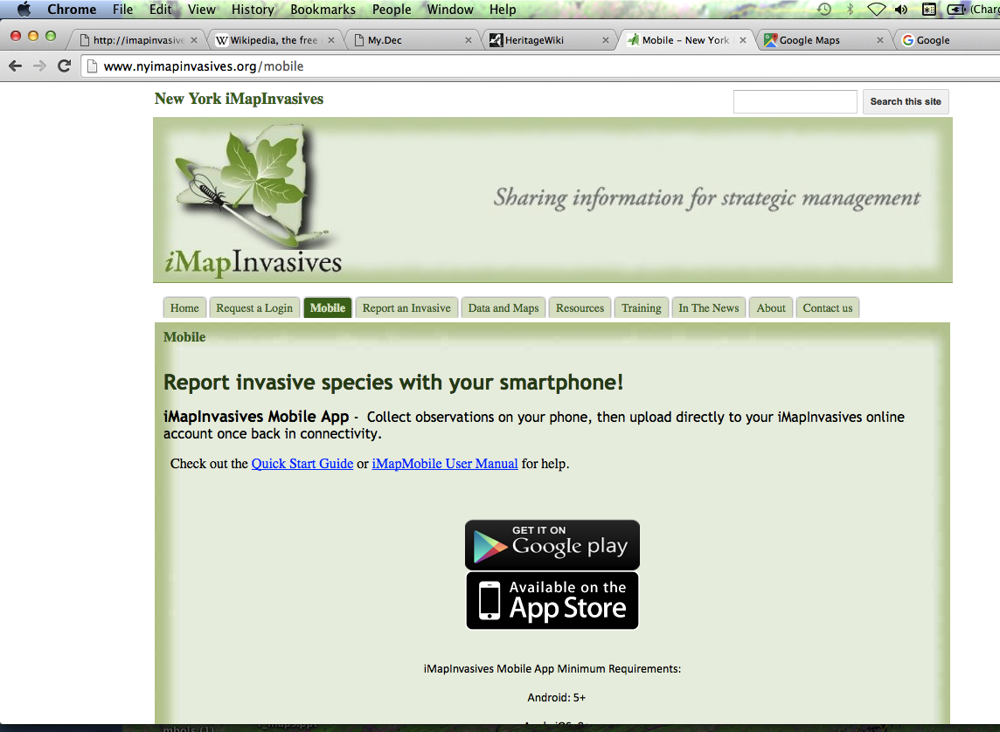 Chrome File Edit View History Bookmarks People Window Help
http://imapinvasive Wikipedia, the free My.Dec HeritageWiki Mobile – New York Google Maps Google
www.nyimapinvasives.org/mobile
New York iMapInvasives
Search this site
Sharing information for strategic management
iMapInvasives
Home Request a Login Mobile Report an Invasive Data and Maps Resources Training In The News About Contact us
Mobile
Report invasive species with your smartphone!
iMapInvasives Mobile App - Collect observations on your phone, then upload directly to your iMapInvasives online
account once back in connectivity.
Check out the Quick Start Guide or iMapMobile User Manual for help.
GET IT ON
Google play
Available on the
App Store
iMapInvasives Mobile App Minimum Requirements:
Android: 5+